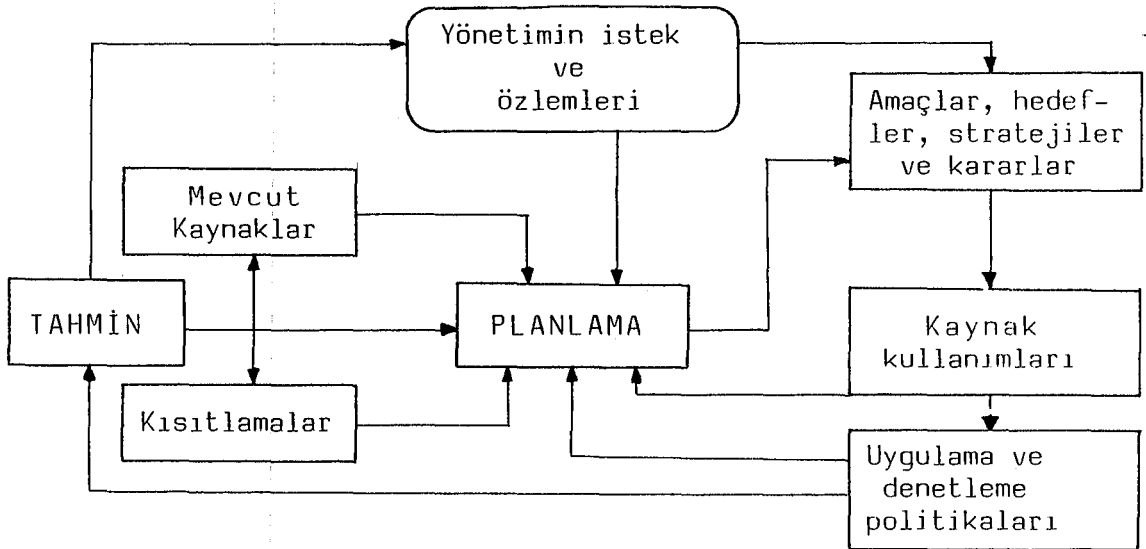 Yönetimin istek
ve
özlemleri
Amaçlar, hedef-
ler, stratejiler
ve kararlar
Mevcut
Kaynaklar
TAHMİN
PLANLAMA
Kaynak
kullanımları
Kısıtlamalar
Uygulama ve
denetleme
politikaları